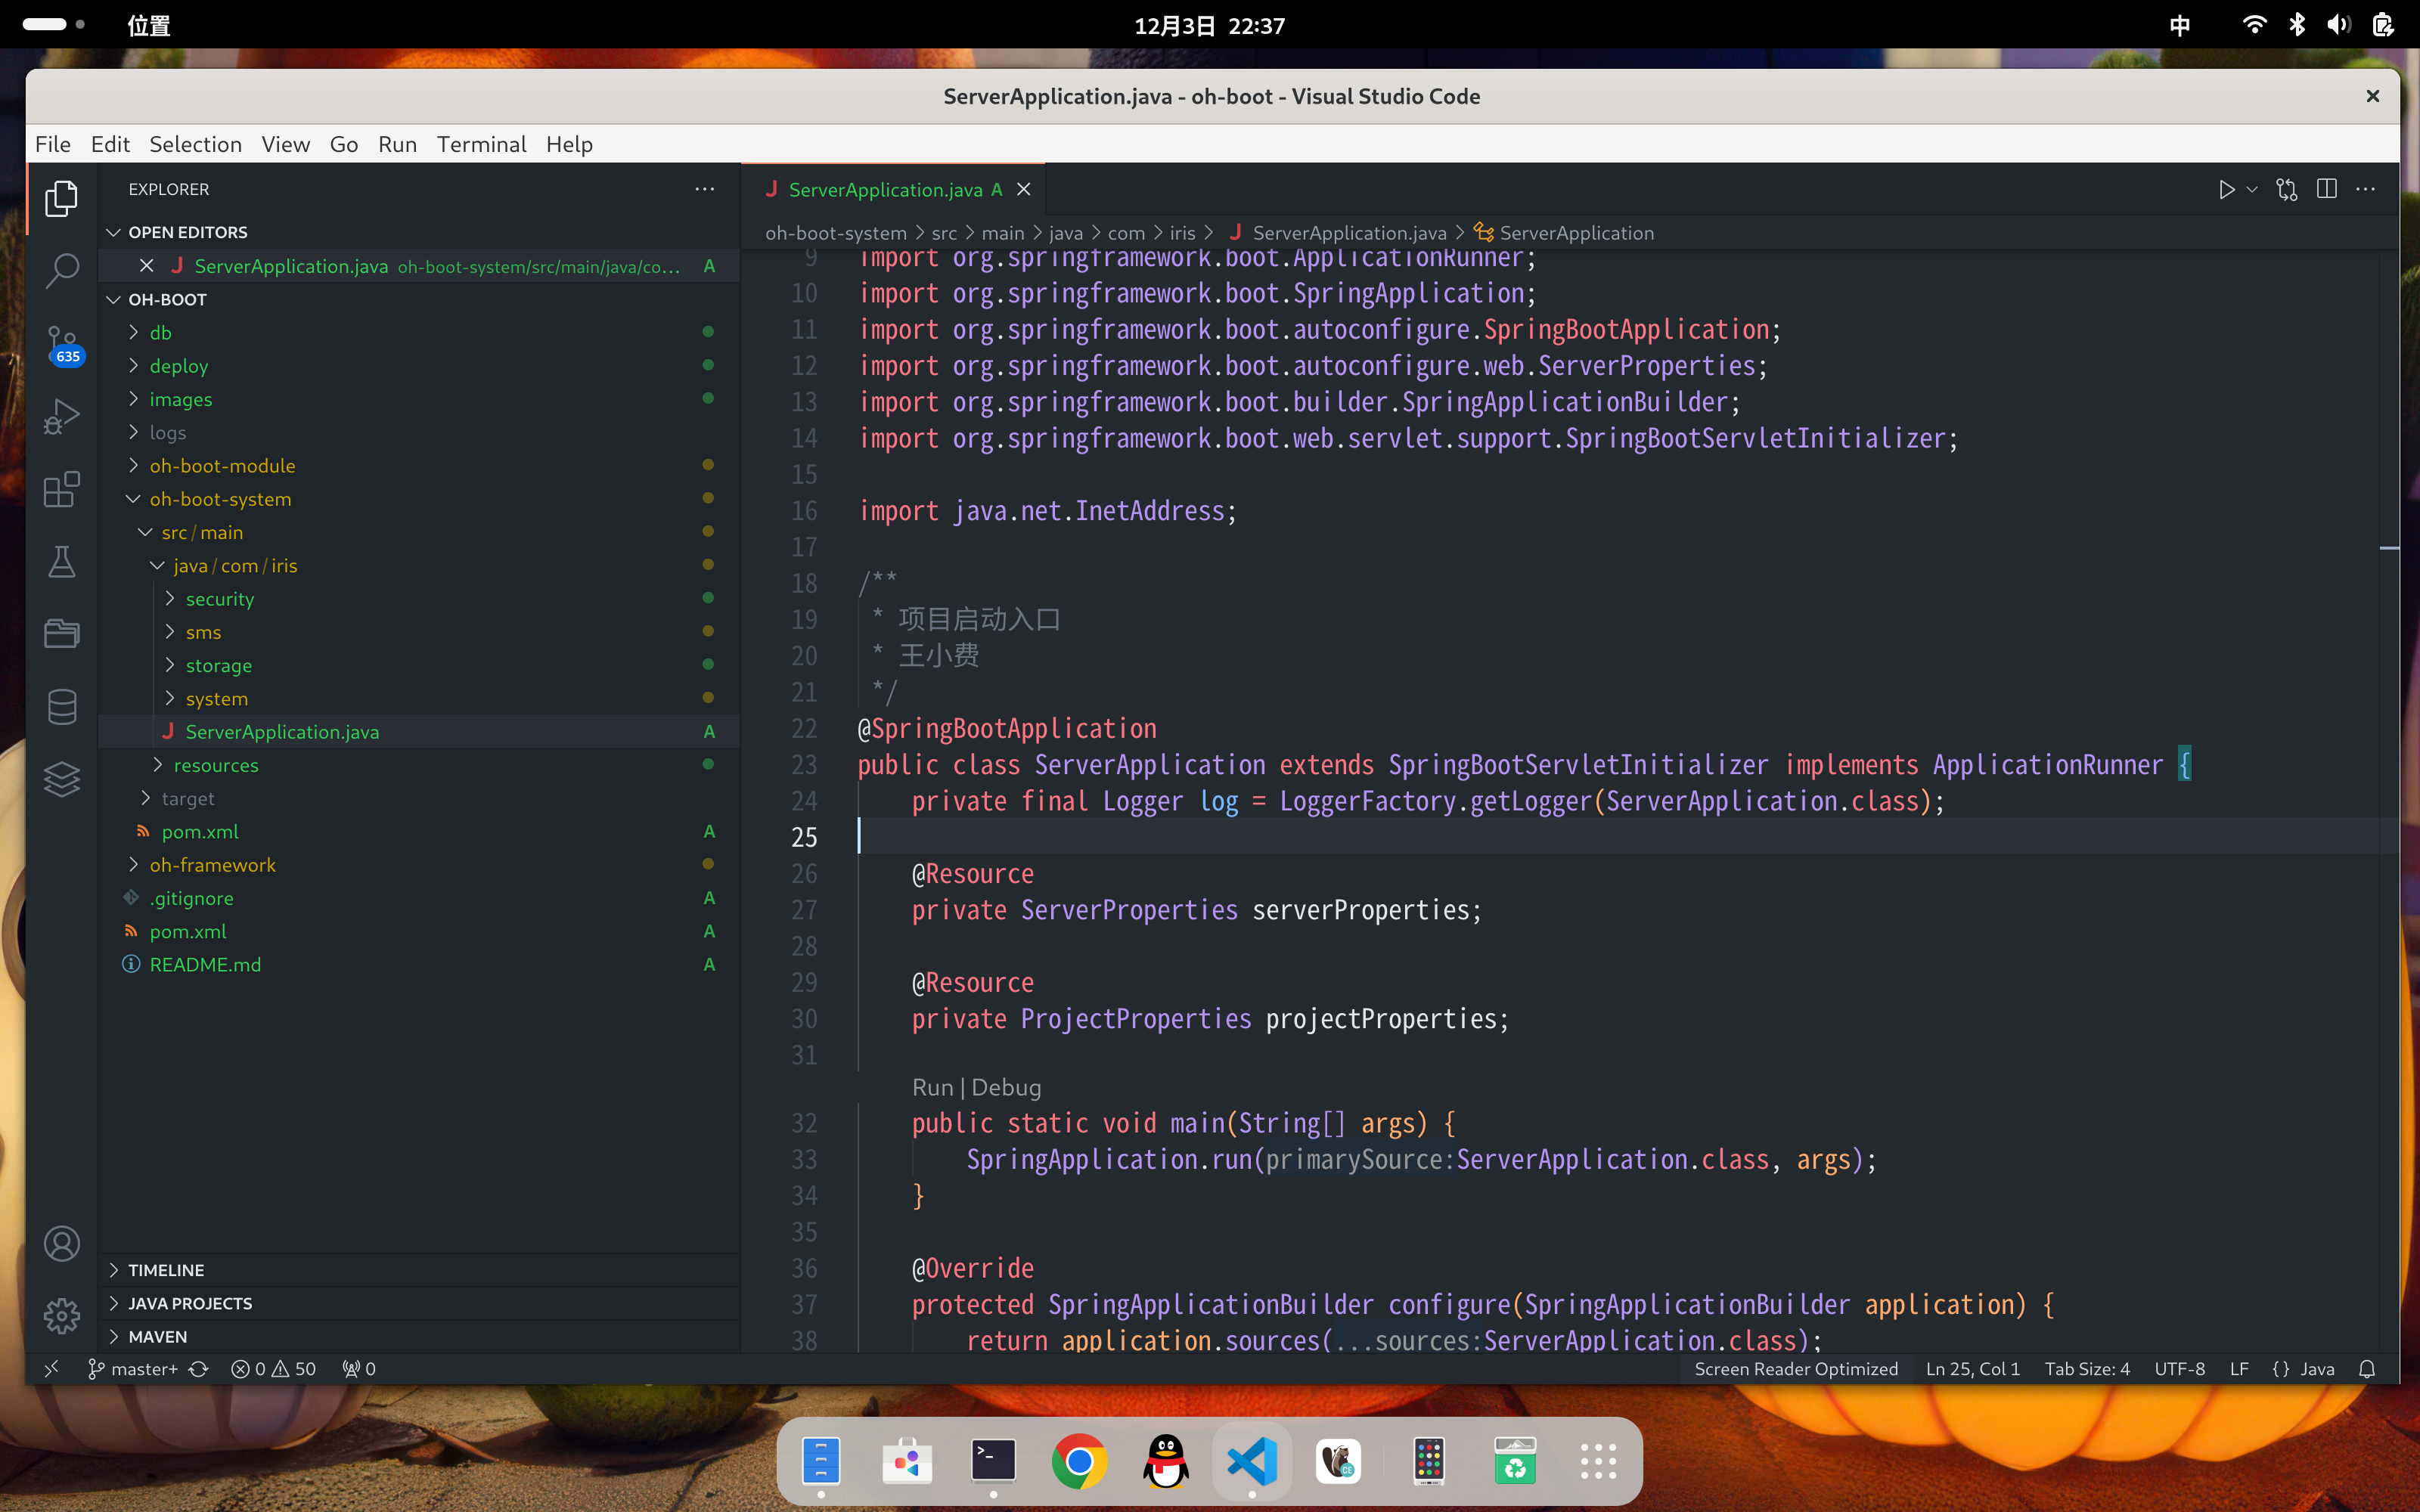 位置
12月3日 22:37
中
ServerApplication.java - oh-boot - Visual Studio Code
File Edit Selection View Go Run Terminal Help
EXPLORER
OPEN EDITORS
ServerApplication.java oh-boot-system/src/main/java/co... A
OH-BOOT
db
deploy
images
logs
oh-boot-module
oh-boot-system
src / main
java / com / iris
security
sms
storage
system
ServerApplication.java A
resources
target
pom.xml A
oh-framework
.gitignore A
pom.xml A
README.md A
TIMELINE
JAVA PROJECTS
MAVEN
635
ServerApplication.java A
oh-boot-system > src > main > java > com > iris > ServerApplication.java > ServerApplication
9 import org.springframework.boot.ApplicationRunner;
10 import org.springframework.boot.SpringApplication;
11 import org.springframework.boot.autoconfigure.SpringBootApplication;
12 import org.springframework.boot.autoconfigure.web.ServerProperties;
13 import org.springframework.boot.builder.SpringApplicationBuilder;
14 import org.springframework.boot.web.servlet.support.SpringBootServletInitializer;
15
16 import java.net.InetAddress;
17
18 /**
19 * 项目启动入口
20 * 王小费
21 */
22 @SpringBootApplication
23 public class ServerApplication extends SpringBootServletInitializer implements ApplicationRunner {
24 private final Logger log = LoggerFactory.getLogger(ServerApplication.class);
25
26 @Resource
27 private ServerProperties serverProperties;
28
29 @Resource
30 private ProjectProperties projectProperties;
31
Run | Debug
32 public static void main(String[] args) {
33 SpringApplication.run(primarySource:ServerApplication.class, args);
34 }
35
36 @Override
37 protected SpringApplicationBuilder configure(SpringApplicationBuilder application) {
38 return application.sources(...sources:ServerApplication.class);
master+ 0 50 0
Screen Reader Optimized Ln 25, Col 1 Tab Size: 4 UTF-8 LF {} Java
>_
CE